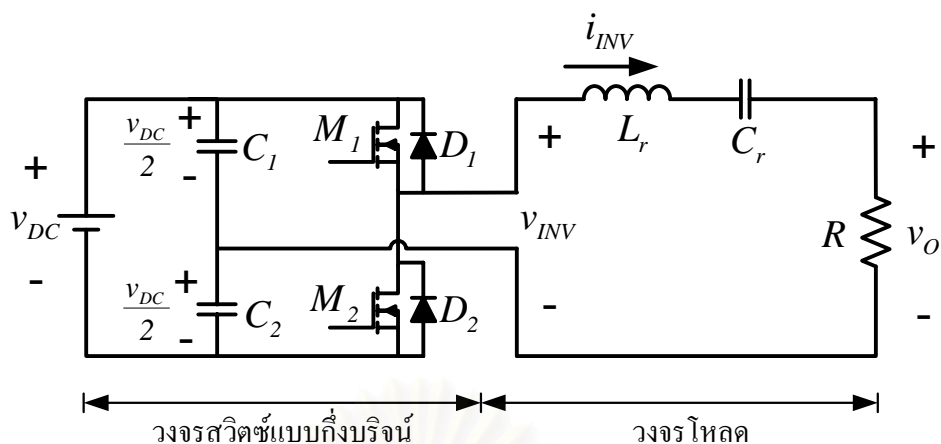 i_INV
+ v_DC/2 -
C_1
M_1
D_1
+
L_r
C_r
+
+
v_DC
-
v_INV
R
v_O
+ v_DC/2 -
C_2
M_2
D_2
-
-
วงจรสวิตซ์แบบกึ่งบริจน์
วงจรโหลด